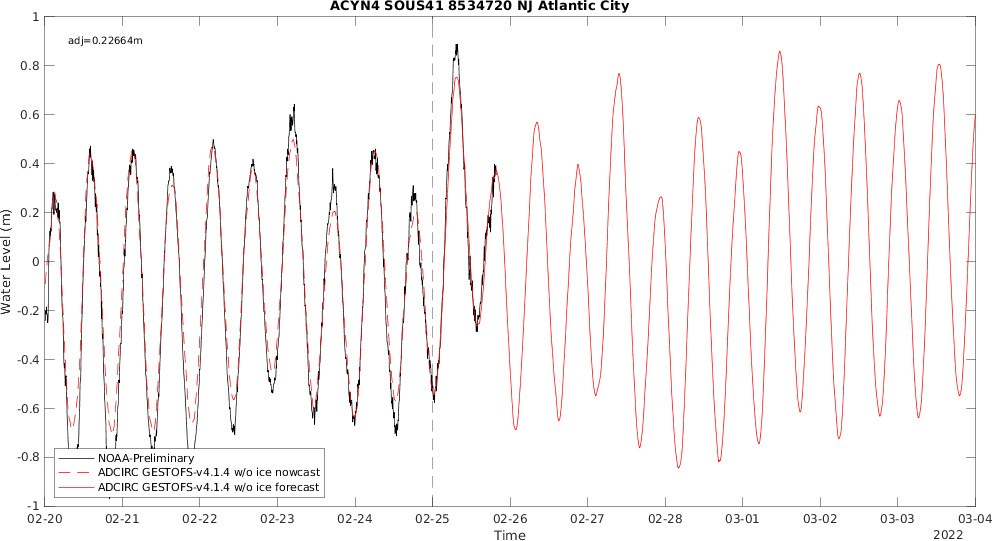 ACYN4 SOUS41 8534720 NJ Atlantic City
adj=0.22664m
Water Level (m)
1
0.8
0.6
0.4
0.2
0
-0.2
-0.4
-0.6
-0.8
-1
NOAA-Preliminary
ADCIRC GESTOFS-v4.1.4 w/o ice nowcast
ADCIRC GESTOFS-v4.1.4 w/o ice forecast
02-20 02-21 02-22 02-23 02-24 02-25 02-26 02-27 02-28 03-01 03-02 03-03 03-04
Time
2022